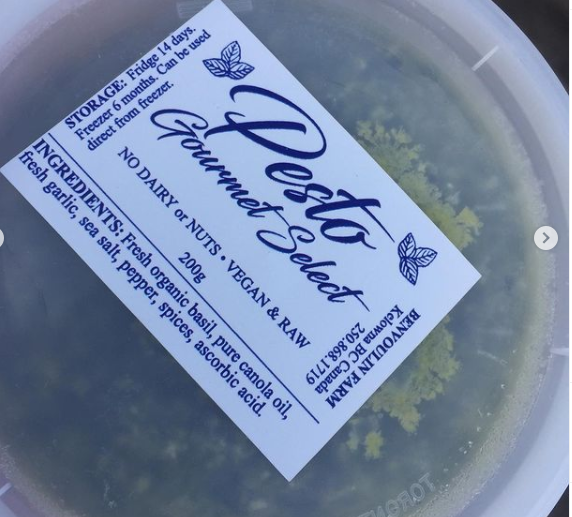 STORAGE: Fridge 14 days.
Freezer 6 months. Can be used
direct from freezer.
Pesto
Gourmet Select
NO DAIRY or NUTS • VEGAN & RAW
200g
INGREDIENTS: Fresh organic basil, pure canola oil,
fresh garlic, sea salt, pepper, spices, ascorbic acid.
BENVOULIN FARM
Kelowna BC Canada
250.868.1719